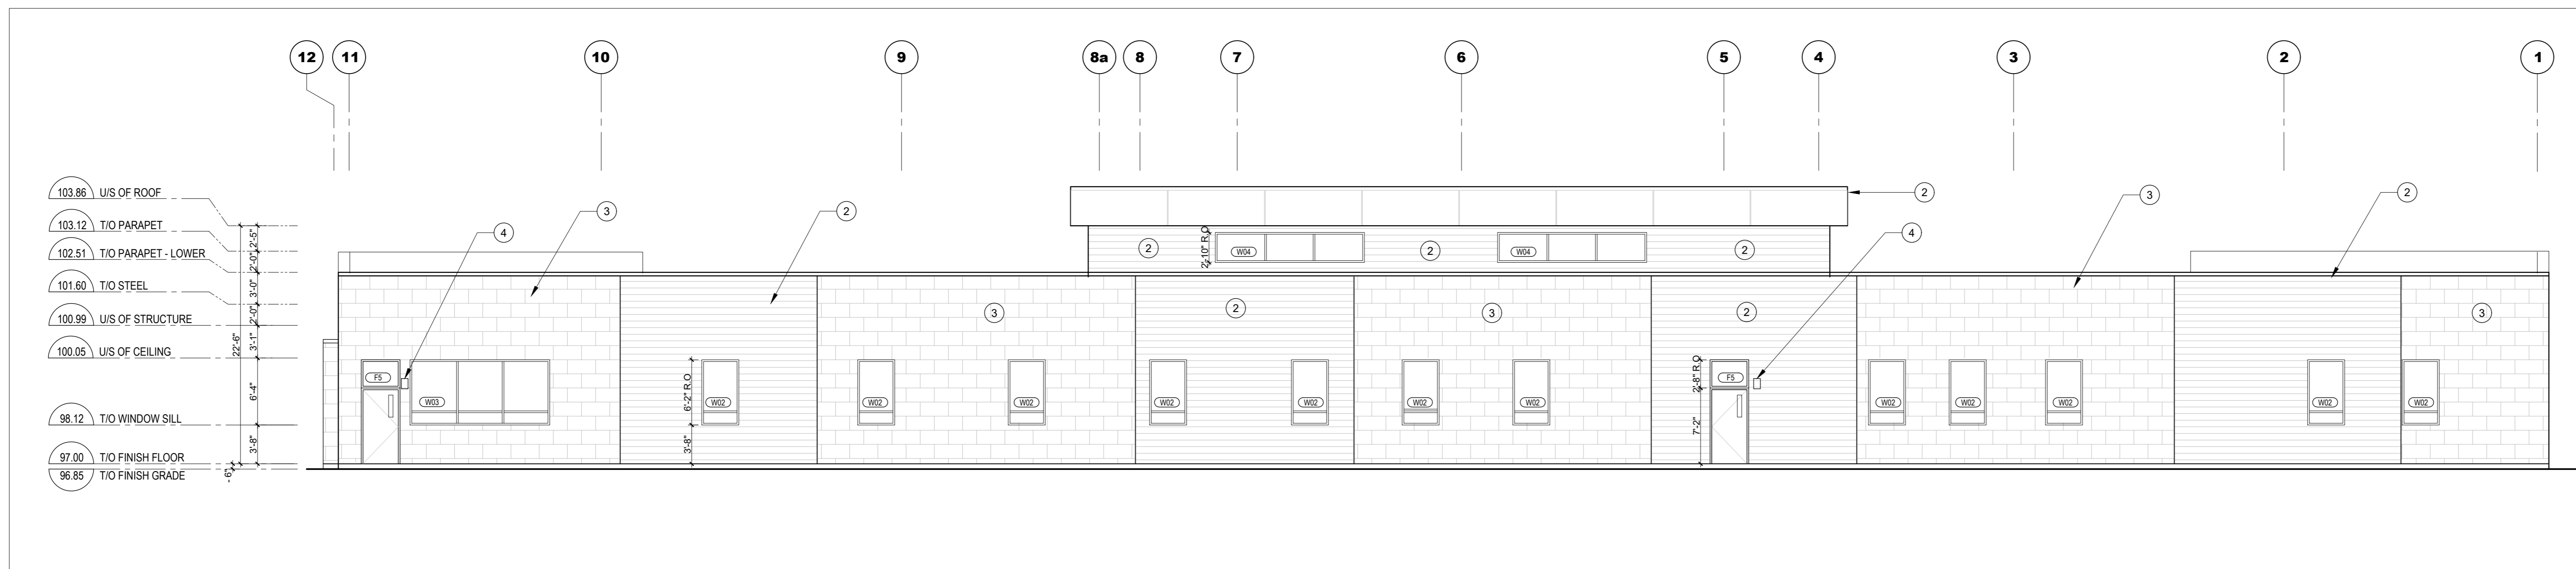 12 11 10 9 8a 8 7 6 5 4 3 2 1
103.86 U/S OF ROOF
103.12 T/O PARAPET
102.51 T/O PARAPET - LOWER
101.60 T/O STEEL
100.99 U/S OF STRUCTURE
100.05 U/S OF CEILING
98.12 T/O WINDOW SILL
97.00 T/O FINISH FLOOR
96.85 T/O FINISH GRADE
22'-6"
2'-5"
2'-0"
3'-0"
2'-0"
3'-1"
6'-4"
3'-8"
- 6"
3 2 2 3 2
4 4
2 2'-10" R.O W04 2 W04 2
3 2 3 2 3
F5 F5
2'-8" R.O
6'-2" R.O
W03 W02 W02 W02 W02 W02 W02 W02 W02 W02 W02 W02 W02
3'-8" 7'-2"